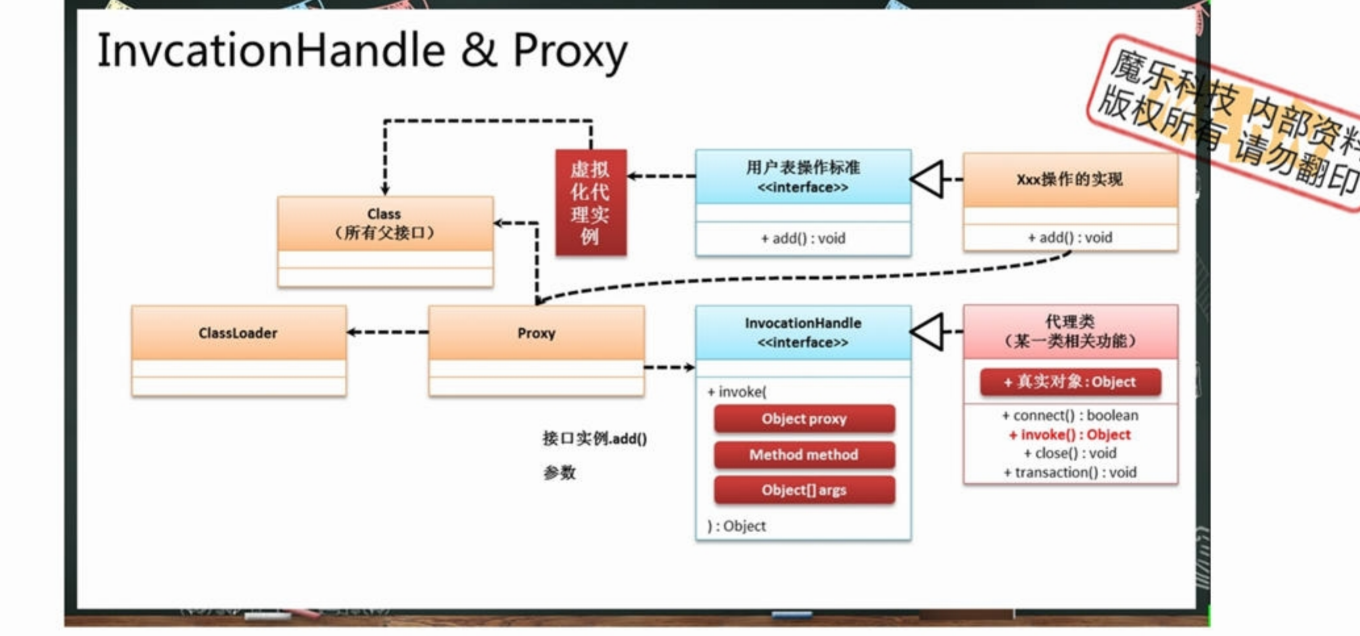 InvcationHandle & Proxy
魔乐科技 内部资料
版权所有 请勿翻印
虚拟
化代
理实
例
用户表操作标准
<<interface>>
+ add() : void
Xxx操作的实现
+ add() : void
Class
（所有父接口）
ClassLoader
Proxy
InvocationHandle
<<interface>>
+ invoke(
Object proxy
Method method
Object[] args
) : Object
代理类
（某一类相关功能）
+ 真实对象 : Object
+ connect() : boolean
+ invoke() : Object
+ close() : void
+ transaction() : void
接口实例.add()
参数